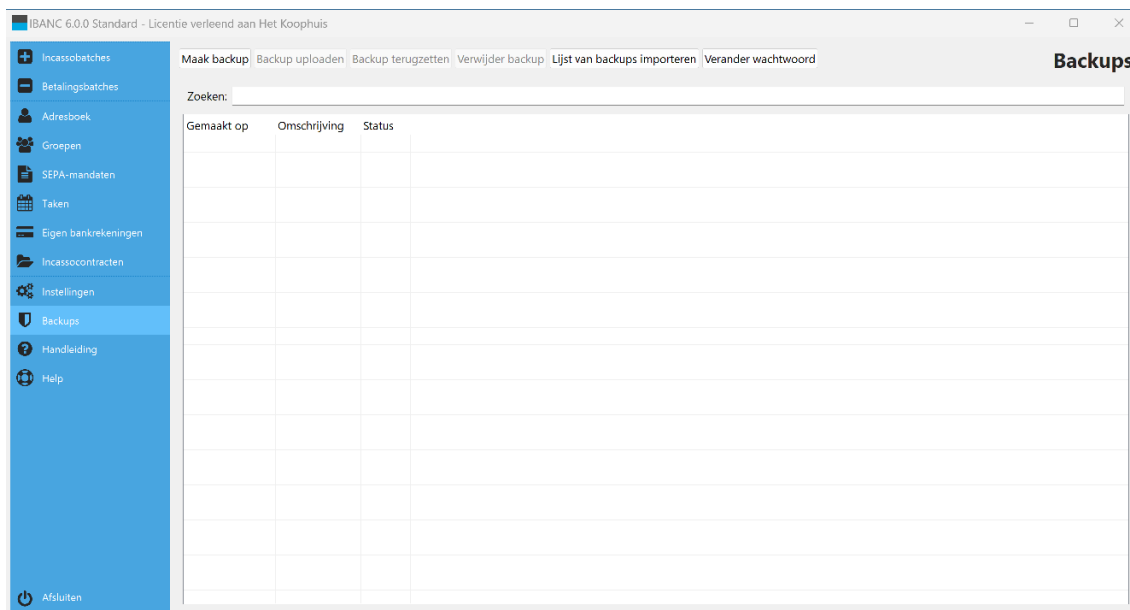 IBANC 6.0.0 Standard - Licentie verleend aan Het Koophuis
Incassobatches
Betalingsbatches
Adresboek
Groepen
SEPA-mandaten
Taken
Eigen bankrekeningen
Incassocontracten
Instellingen
Backups
Handleiding
Help
Afsluiten
Maak backup Backup uploaden Backup terugzetten Verwijder backup Lijst van backups importeren Verander wachtwoord
Backups
Zoeken:
Gemaakt op Omschrijving Status